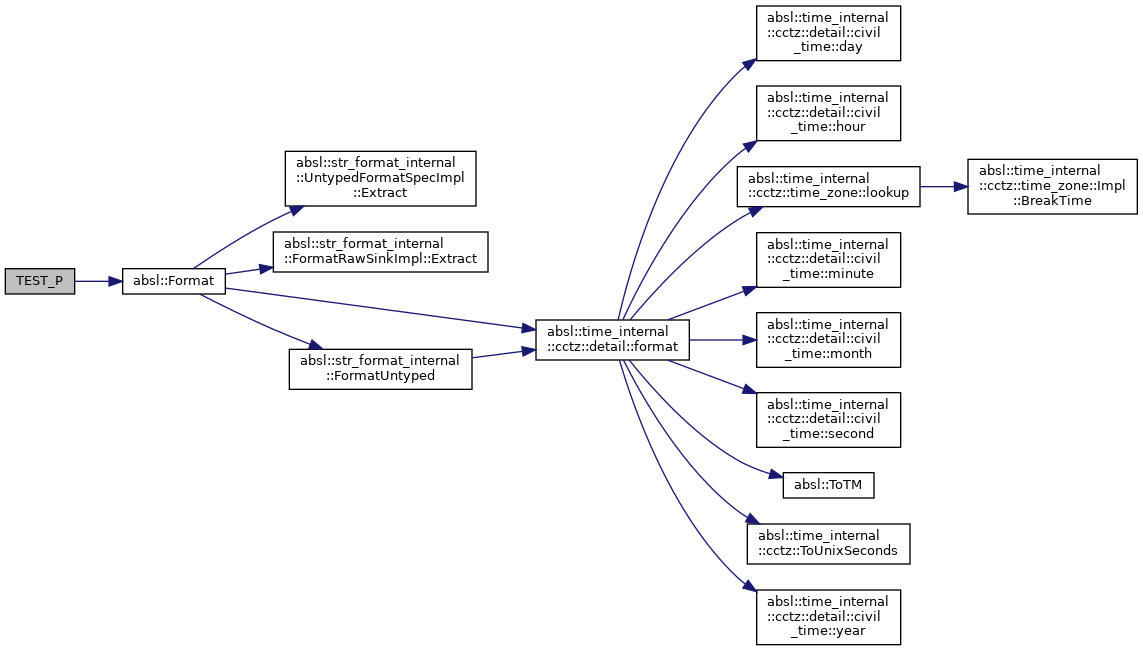 TEST_P
absl::Format
absl::str_format_internal
::UntypedFormatSpecImpl
::Extract
absl::str_format_internal
::FormatRawSinkImpl::Extract
absl::str_format_internal
::FormatUntyped
absl::time_internal
::cctz::detail::format
absl::time_internal
::cctz::detail::civil
_time::day
absl::time_internal
::cctz::detail::civil
_time::hour
absl::time_internal
::cctz::time_zone::lookup
absl::time_internal
::cctz::time_zone::Impl
::BreakTime
absl::time_internal
::cctz::detail::civil
_time::minute
absl::time_internal
::cctz::detail::civil
_time::month
absl::time_internal
::cctz::detail::civil
_time::second
absl::ToTM
absl::time_internal
::cctz::ToUnixSeconds
absl::time_internal
::cctz::detail::civil
_time::year